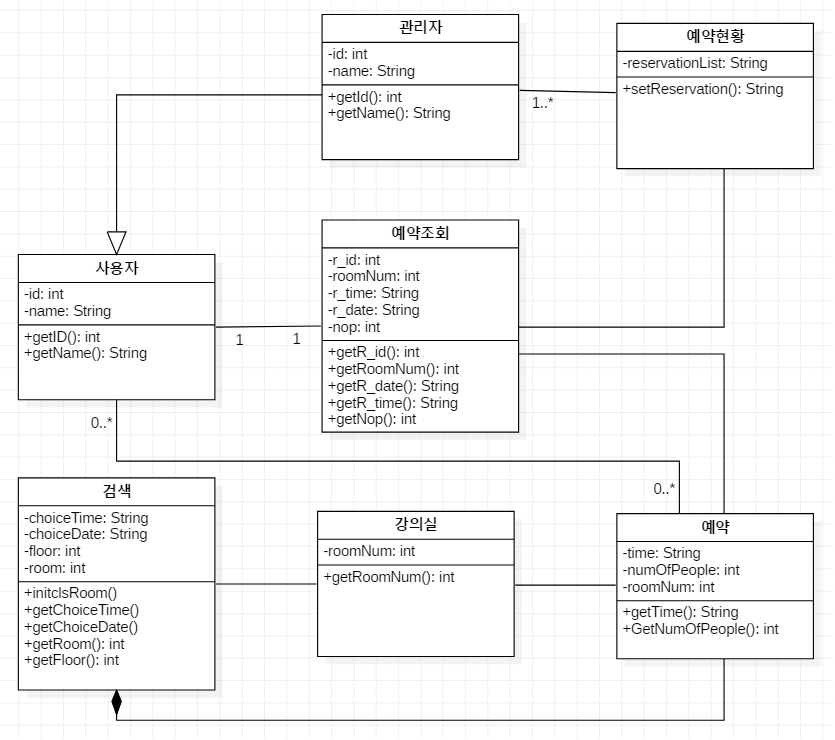 관리자
-id: int
-name: String
+getId(): int
+getName(): String
예약현황
-reservationList: String
+setReservation(): String
1..*
사용자
-id: int
-name: String
+getID(): int
+getName(): String
1
1
예약조회
-r_id: int
-roomNum: int
-r_time: String
-r_date: String
-nop: int
+getR_id(): int
+getRoomNum(): int
+getR_date(): String
+getR_time(): String
+getNop(): int
0..*
0..*
검색
-choiceTime: String
-choiceDate: String
-floor: int
-room: int
+initclsRoom()
+getChoiceTime()
+getChoiceDate()
+getRoom(): int
+getFloor(): int
강의실
-roomNum: int
+getRoomNum(): int
예약
-time: String
-numOfPeople: int
-roomNum: int
+getTime(): String
+GetNumOfPeople(): int